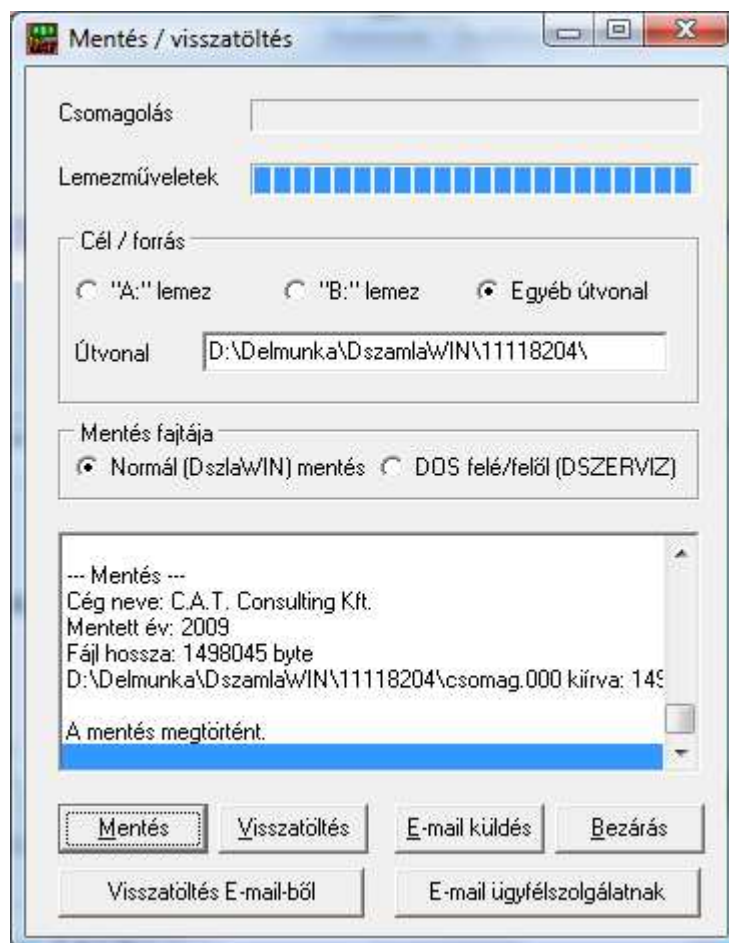 Mentés / visszatöltés
Csomagolás
Lemezműveletek
Cél / forrás
"A:" lemez "B:" lemez Egyéb útvonal
Útvonal D:\Delmunka\DszamlaWIN\11118204\
Mentés fajtája
Normál (DszlaWIN) mentés DOS felé/felől (DSZERVIZ)
--- Mentés ---
Cég neve: C.A.T. Consulting Kft.
Mentett év: 2009
Fájl hossza: 1498045 byte
D:\Delmunka\DszamlaWIN\11118204\csomag.000 kiírva: 149
A mentés megtörtént.
Mentés Visszatöltés E-mail küldés Bezárás
Visszatöltés E-mail-ből E-mail ügyfélszolgálatnak